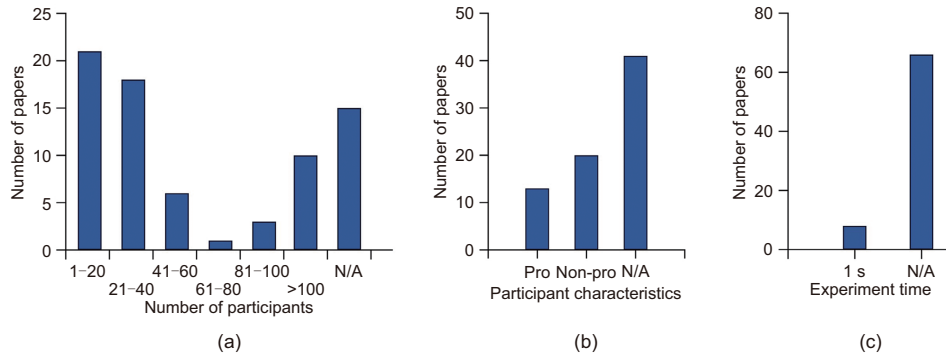 25
20
15
10
5
0
Number of papers
1−20
41−60
81−100
N/A
21−40
61−80
>100
Number of participants
(a)
50
40
30
20
10
0
Number of papers
Pro Non-pro N/A
Participant characteristics
(b)
80
60
40
20
0
Number of papers
1 s
N/A
Experiment time
(c)